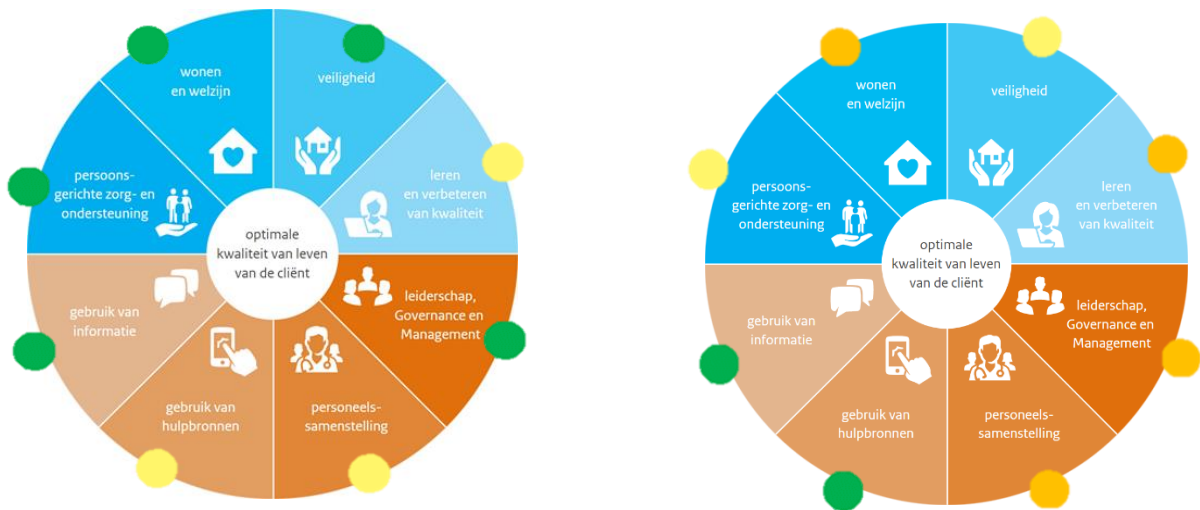 wonen
en welzijn
veiligheid
leren
en verbeteren
van kwaliteit
leiderschap,
Governance en
Management
personeels-
samenstelling
gebruik van
hulpbronnen
gebruik van
informatie
persoons-
gerichte zorg- en
ondersteuning
optimale
kwaliteit van leven
van de cliënt
wonen
en welzijn
veiligheid
leren
en verbeteren
van kwaliteit
leiderschap,
Governance en
Management
personeels-
samenstelling
gebruik van
hulpbronnen
gebruik van
informatie
persoons-
gerichte zorg- en
ondersteuning
optimale
kwaliteit van leven
van de cliënt